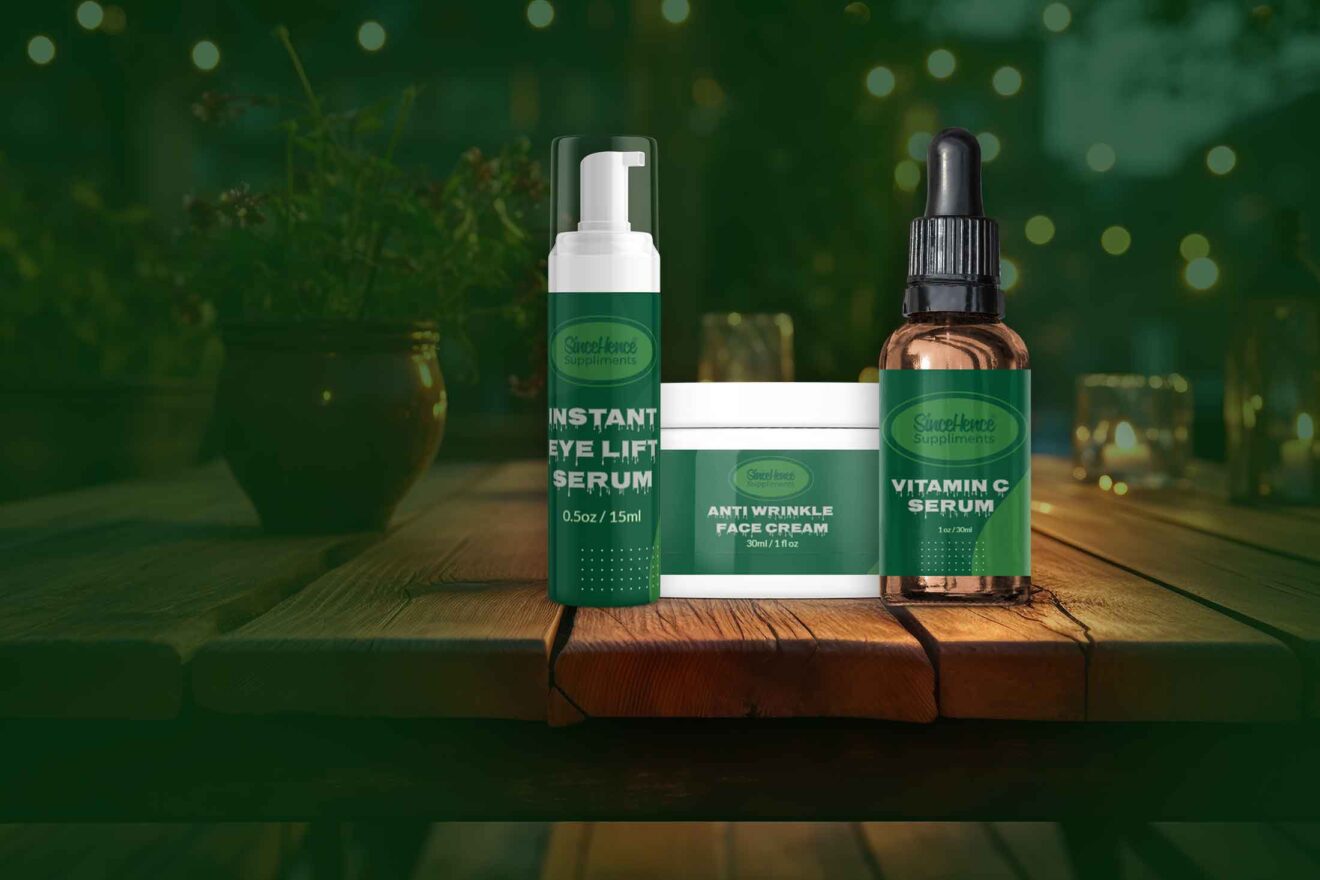 SinceHence
Suppliments
INSTANT
EYE LIFT
SERUM
0.5oz / 15ml
SinceHence
Suppliments
ANTI WRINKLE
FACE CREAM
30ml / 1 fl oz
SinceHence
Suppliments
VITAMIN C
SERUM
1 oz / 30ml